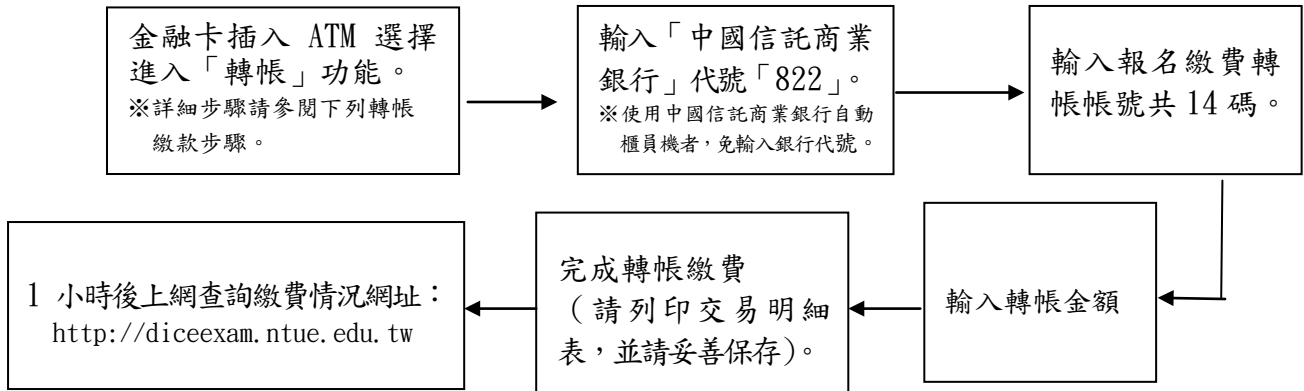 金融卡插入 ATM 選擇
進入「轉帳」功能。
※詳細步驟請參閱下列轉帳
繳款步驟。
輸入「中國信託商業
銀行」代號「822」。
※使用中國信託商業銀行自動
櫃員機者，免輸入銀行代號。
輸入報名繳費轉
帳帳號共 14 碼。
輸入轉帳金額
完成轉帳繳費
（請列印交易明細
表，並請妥善保存）。
1 小時後上網查詢繳費情況網址：
http://diceexam.ntue.edu.tw